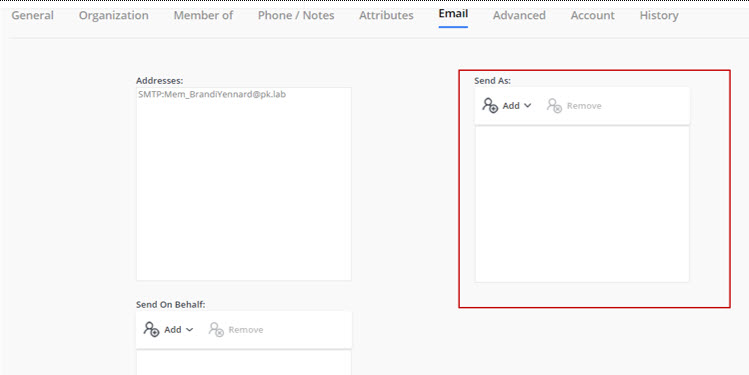 General Organization Member of Phone / Notes Attributes Email Advanced Account History
Addresses:
SMTP:Mem_BrandiYennard@pk.lab
Send As:
Add Remove
Send On Behalf:
Add Remove